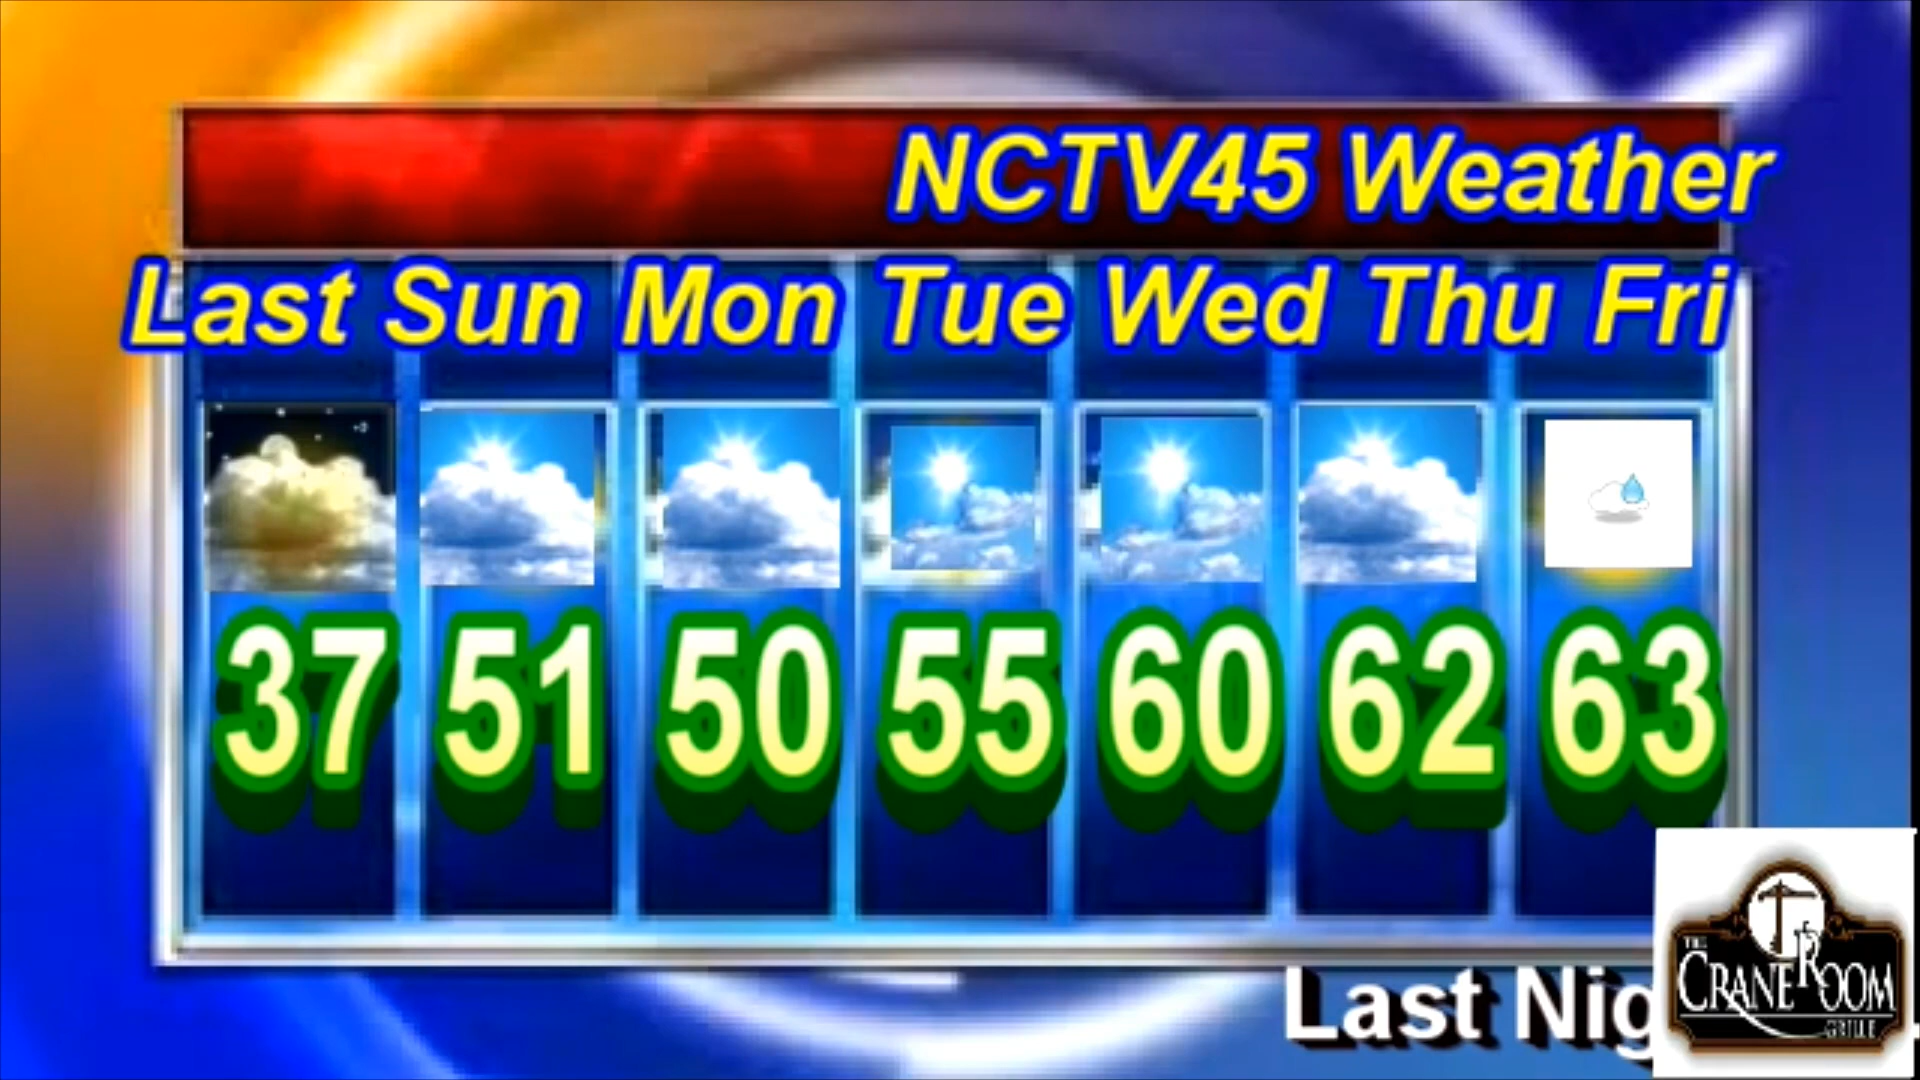 NCTV45 Weather
Last Sun Mon Tue Wed Thu Fri
37 51 50 55 60 62 63
THE
CRANE ROOM
GRILLE
Last Nig